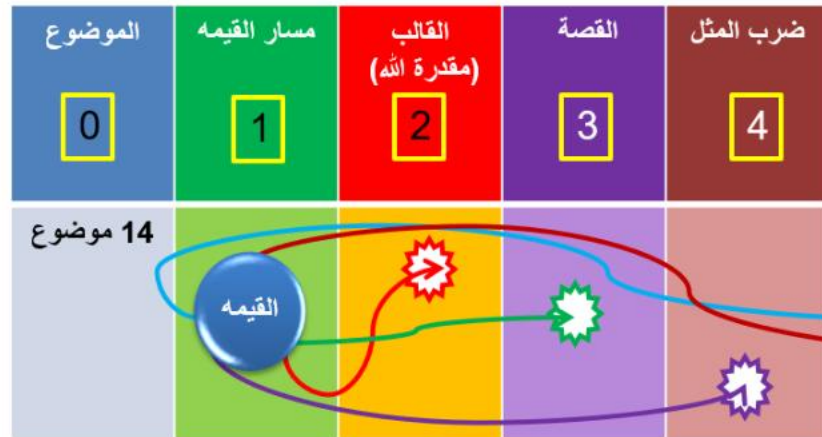 الموضوع
مسار القيمه
القالب
(مقدرة الله)
القصة
ضرب المثل
0
1
2
3
4
14 موضوع
القيمه